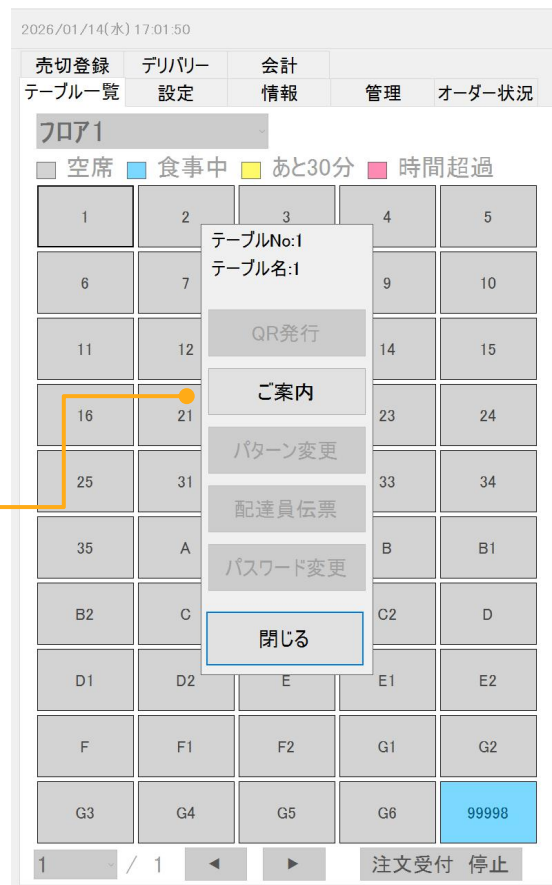 2026/01/14(水) 17:01:50
売切登録 デリバリー 会計
テーブル一覧 設定 情報 管理 オーダー状況
フロア1
空席 食事中 あと30分 時間超過
1 2 3 4 5
テーブルNo:1
テーブル名:1
6 7 9 10
QR発行
11 12 14 15
ご案内
16 21 23 24
パターン変更
25 31 33 34
配達員伝票
35 A B B1
パスワード変更
B2 C C2 D
閉じる
D1 D2 E E1 E2
F F1 F2 G1 G2
G3 G4 G5 G6 99998
1 / 1 ◀ ▶ 注文受付 停止